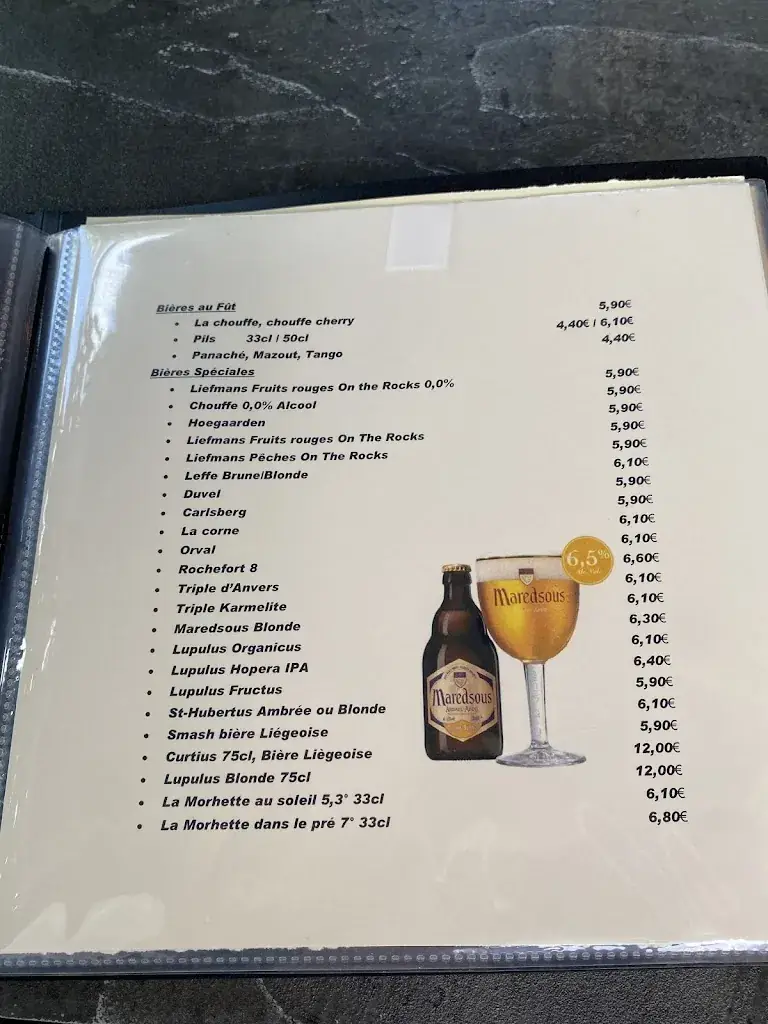 Bières au Fût
• La chouffe, chouffe cherry 5,90€
• Pils 33cl / 50cl 4,40€ / 6,10€
• Panaché, Mazout, Tango 4,40€
Bières Spéciales
• Liefmans Fruits rouges On the Rocks 0,0% 5,90€
• Chouffe 0,0% Alcool 5,90€
• Hoegaarden 5,90€
• Liefmans Fruits rouges On The Rocks 5,90€
• Liefmans Pêches On The Rocks 5,90€
• Leffe Brune/Blonde 6,10€
• Duvel 5,90€
• Carlsberg 5,90€
• La corne 6,10€
• Orval 6,10€
• Rochefort 8 6,60€
• Triple d'Anvers 6,10€
• Triple Karmelite 6,10€
• Maredsous Blonde 6,30€
• Lupulus Organicus 6,10€
• Lupulus Hopera IPA 6,40€
• Lupulus Fructus 5,90€
• St-Hubertus Ambrée ou Blonde 6,10€
• Smash bière Liégeoise 5,90€
• Curtius 75cl, Bière Liègeoise 12,00€
• Lupulus Blonde 75cl 12,00€
• La Morhette au soleil 5,3° 33cl 6,10€
• La Morhette dans le pré 7° 33cl 6,80€
6,5%
Maredsous
Maredsous